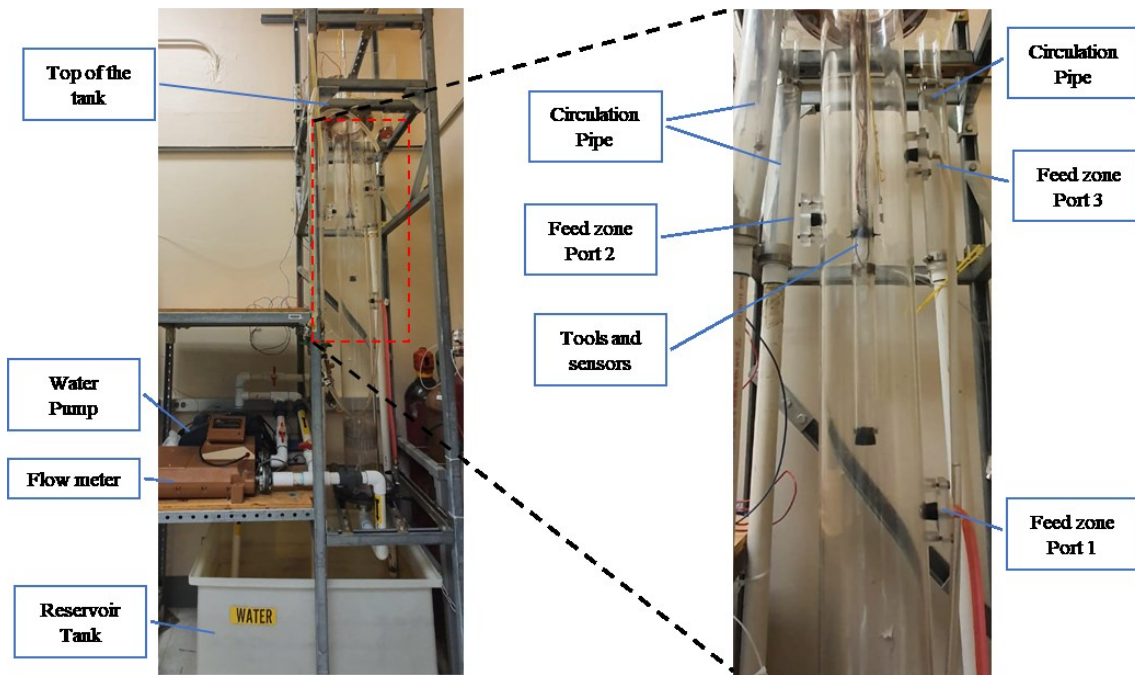 Top of the
tank
Water
Pump
Flow meter
Reservoir
Tank
WATER
Circulation
Pipe
Feed zone
Port 2
Tools and
sensors
Circulation
Pipe
Feed zone
Port 3
Feed zone
Port 1